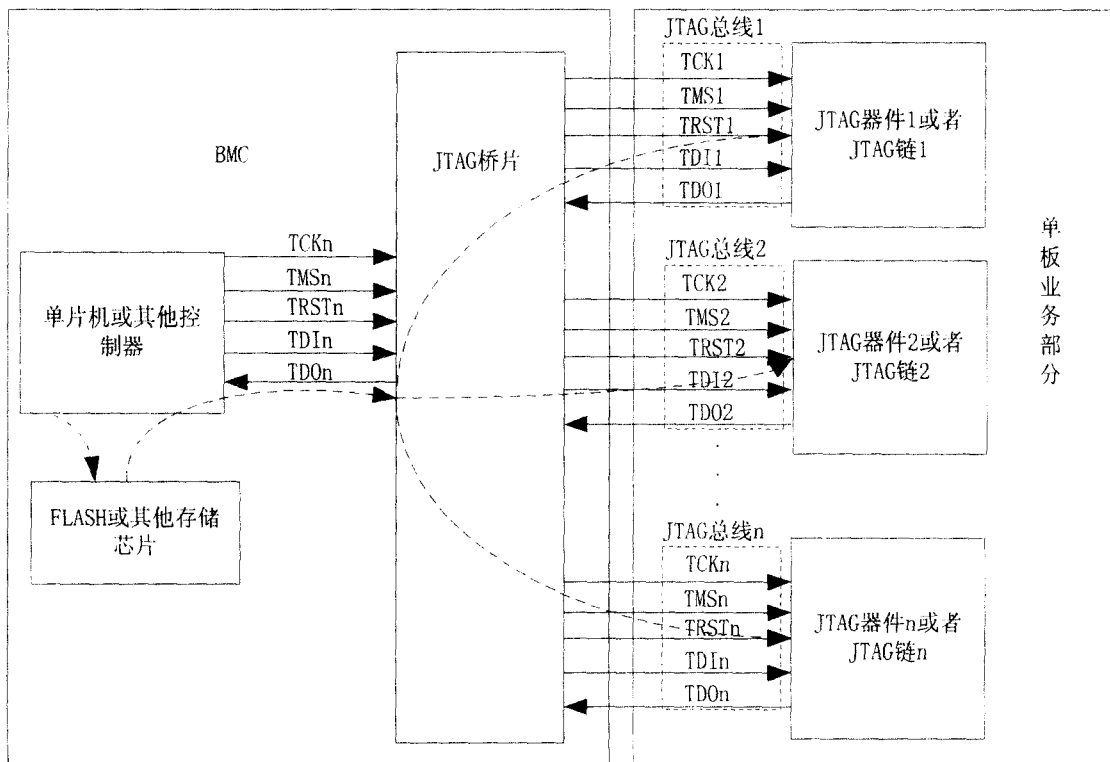 BMC
单片机或其他控
制器
FLASH或其他存储
芯片
TCKn
TMSn
TRSTn
TDIn
TDOn
JTAG桥片
JTAG总线1
TCK1
TMS1
TRST1
TDI1
TDO1
JTAG器件1或者
JTAG链1
JTAG总线2
TCK2
TMS2
TRST2
TDI2
TDO2
JTAG器件2或者
JTAG链2
JTAG总线n
TCKn
TMSn
TRSTn
TDIn
TDOn
JTAG器件n或者
JTAG链n
单
板
业
务
部
分